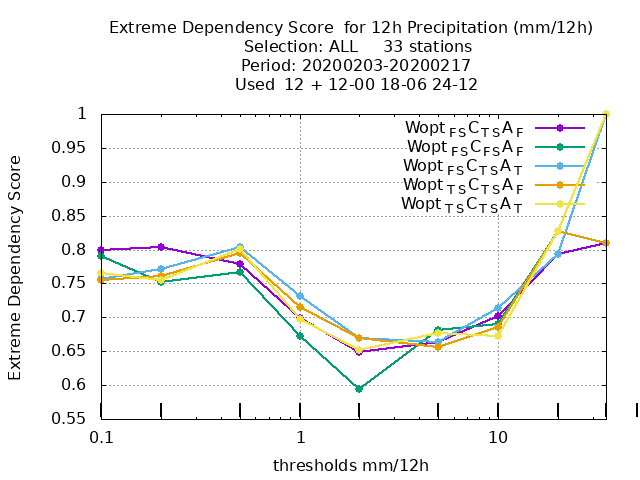 Extreme Dependency Score  for 12h Precipitation (mm/12h)
Selection: ALL     33 stations
Period: 20200203-20200217
Used  12 + 12-00 18-06 24-12
Wopt FS C TS A F
Wopt FS C FS A F
Wopt FS C TS A T
Wopt TS C TS A F
Wopt TS C TS A T
Extreme Dependency Score
1
0.95
0.9
0.85
0.8
0.75
0.7
0.65
0.6
0.55
0.1 1 10
thresholds mm/12h